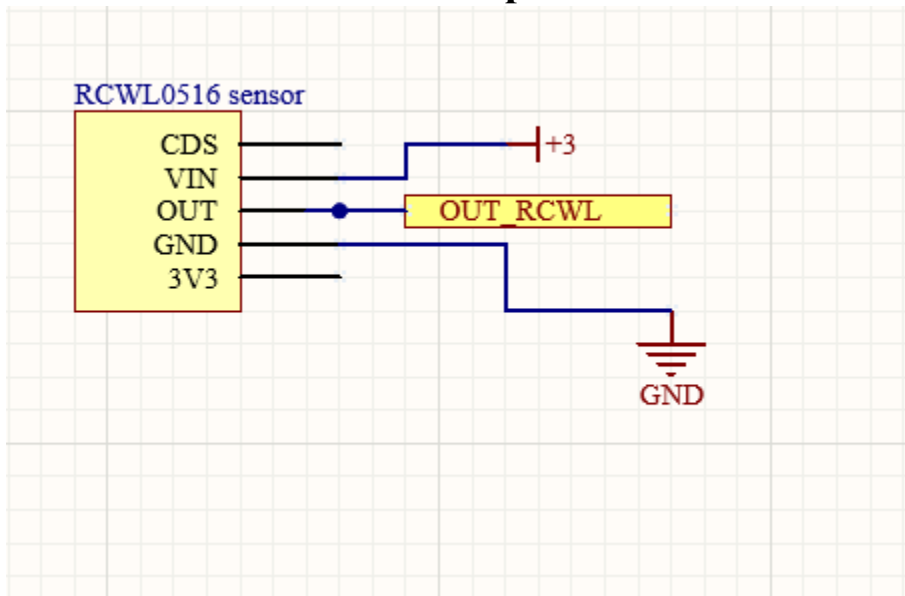 RCWL0516 sensor
CDS
VIN
OUT
GND
3V3
+3
OUT_RCWL
GND